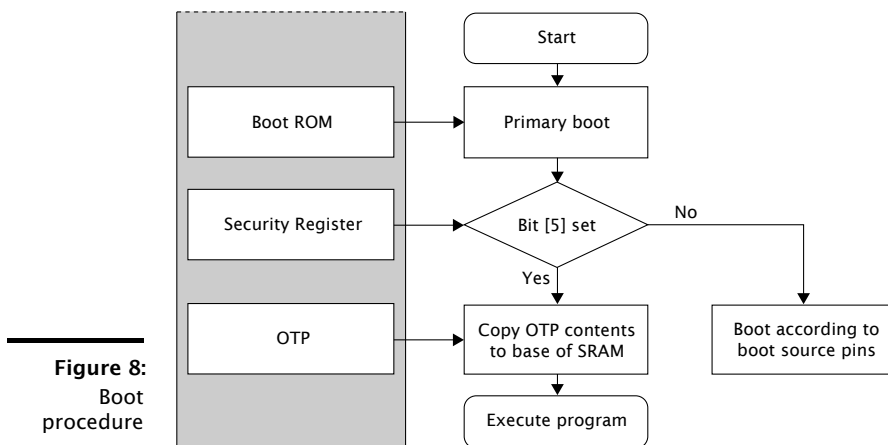 Start
Boot ROM
Primary boot
Security Register
Bit [5] set
No
Yes
OTP
Copy OTP contents
to base of SRAM
Boot according to
boot source pins
Execute program
Figure 8:
Boot
procedure